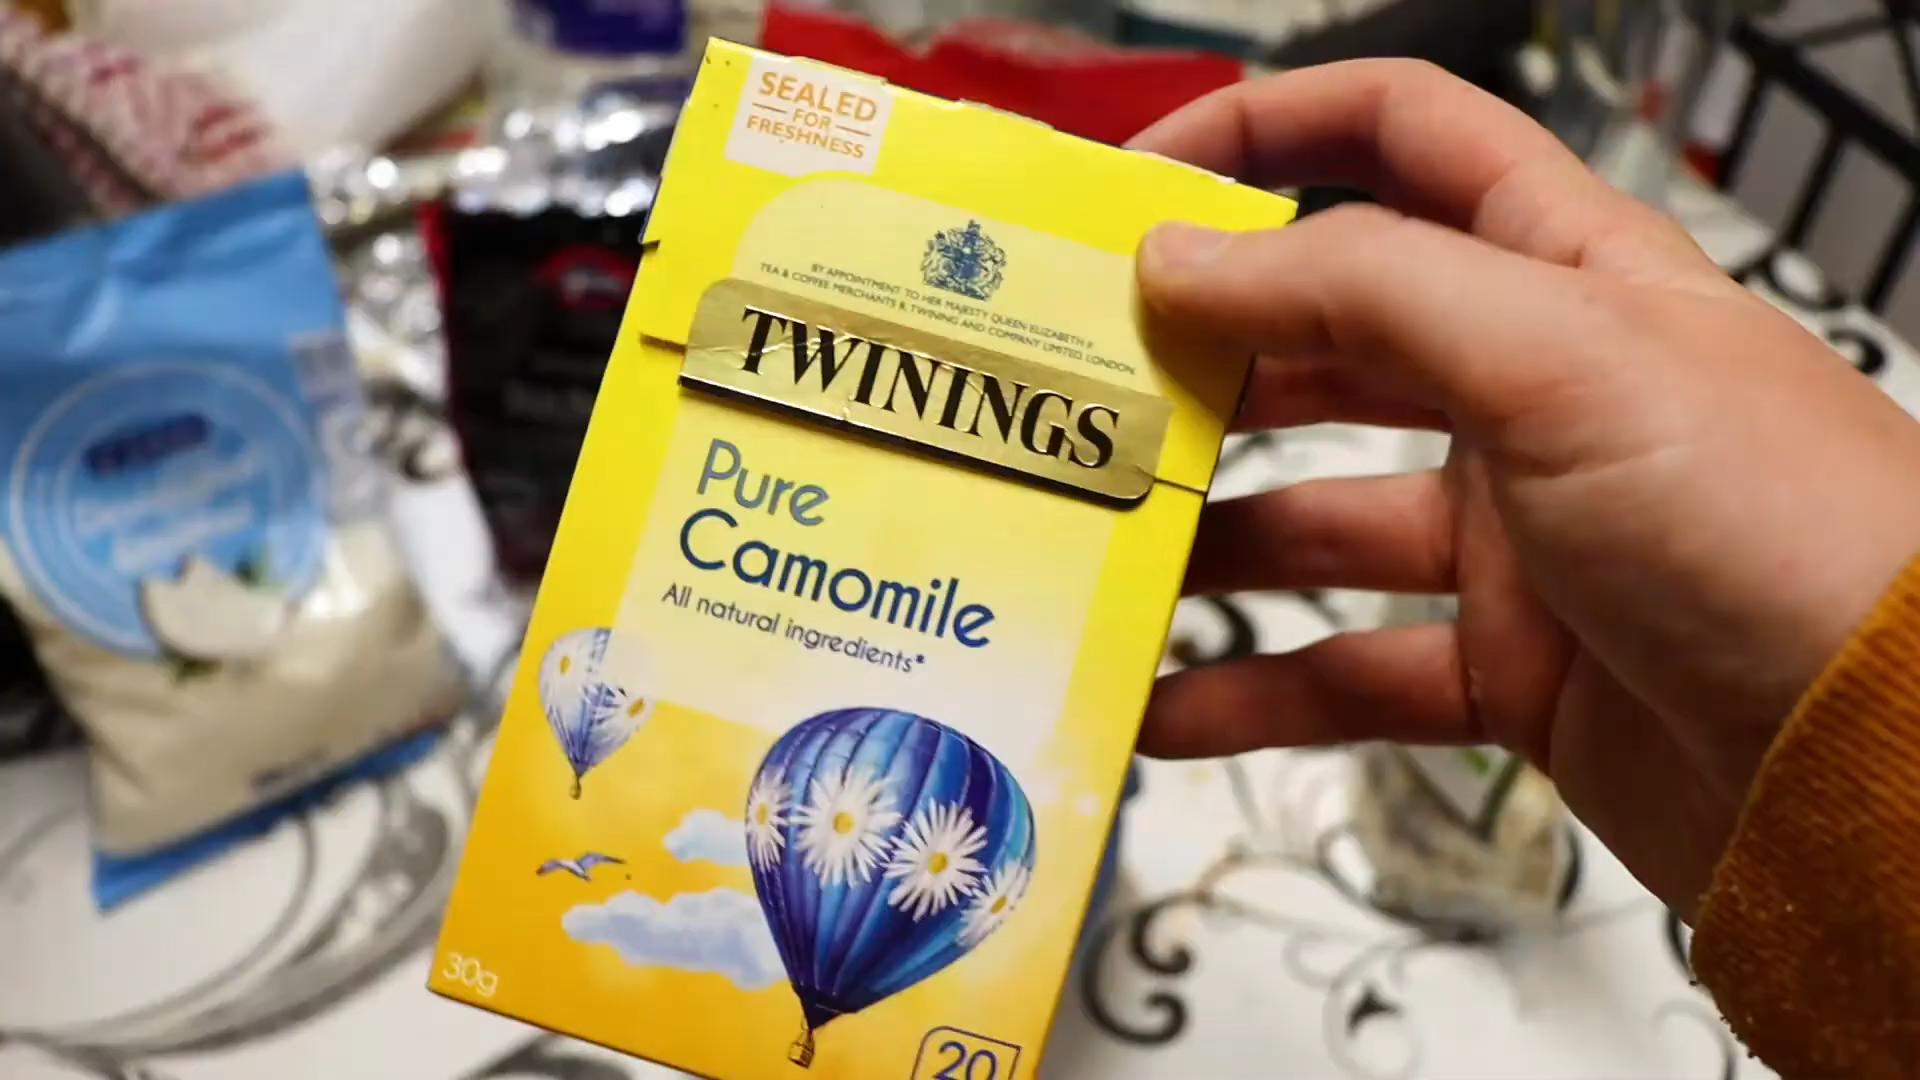 SEALED
FOR
FRESHNESS
BY APPOINTMENT TO HER MAJESTY QUEEN ELIZABETH II
TEA & COFFEE MERCHANTS R. TWINING AND COMPANY LIMITED LONDON.
TWININGS
Pure
Camomile
All natural ingredients*
30g
20